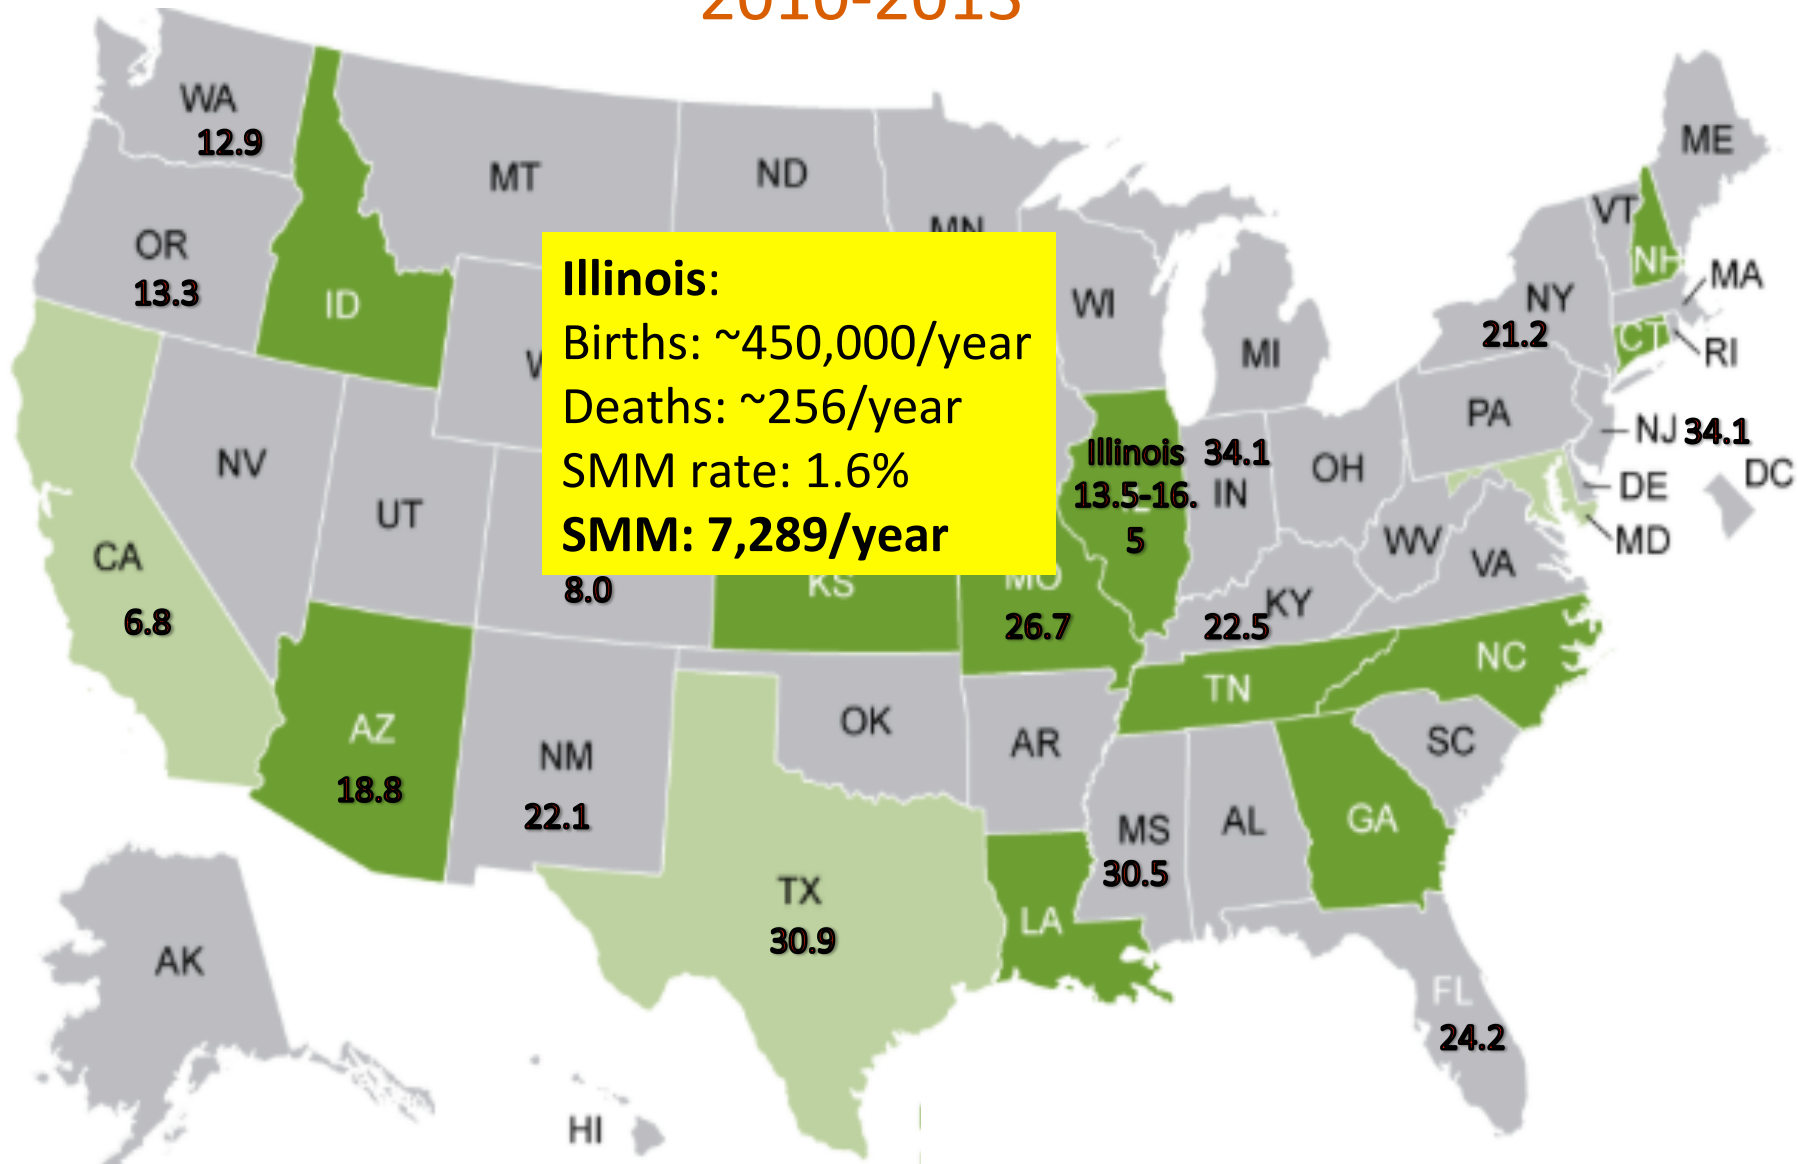 2010-2015
WA
12.9
MT
ND
MN
ME
VT
NH
MA
OR
13.3
ID
Illinois:
Births: ~450,000/year
Deaths: ~256/year
SMM rate: 1.6%
SMM: 7,289/year
WI
MI
NY
21.2
CT
RI
PA
NJ 34.1
NV
UT
Illinois
13.5-16.
5
34.1
IN
OH
DE
DC
MD
WV
VA
CA
6.8
8.0
KS
MO
26.7
KY
22.5
NC
TN
AZ
18.8
NM
22.1
OK
AR
SC
MS
30.5
AL
GA
TX
30.9
LA
FL
24.2
AK
HI